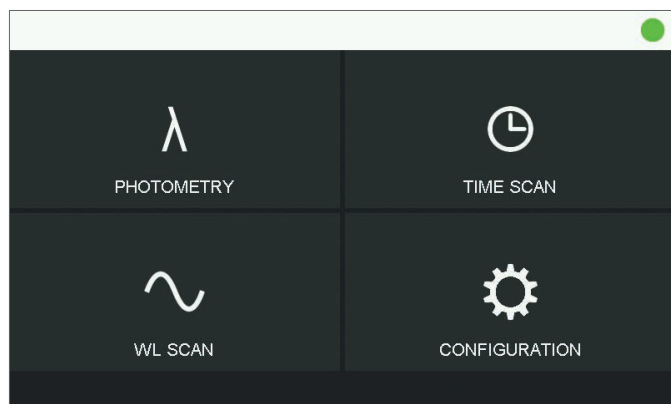 λ
PHOTOMETRY
TIME SCAN
WL SCAN
CONFIGURATION